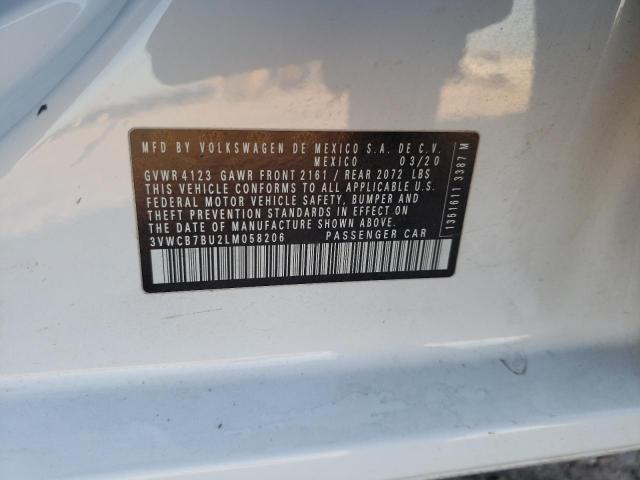 MFD BY VOLKSWAGEN DE MEXICO S.A. DE C.V.
MEXICO 03/20
GVWR 4123 GAWR FRONT 2161 / REAR 2072 LBS
THIS VEHICLE CONFORMS TO ALL APPLICABLE U.S.
FEDERAL MOTOR VEHICLE SAFETY, BUMPER AND
THEFT PREVENTION STANDARDS IN EFFECT ON THE
DATE OF MANUFACTURE SHOWN ABOVE.
3VWCB7BU2LM058206 PASSENGER CAR
1351611 3387 M